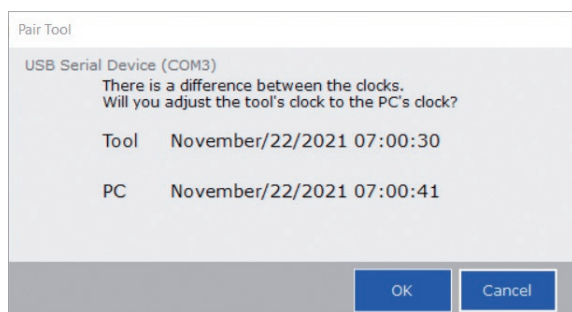 Pair Tool
USB Serial Device (COM3)
There is a difference between the clocks.
Will you adjust the tool's clock to the PC's clock?
Tool November/22/2021 07:00:30
PC November/22/2021 07:00:41
OK Cancel